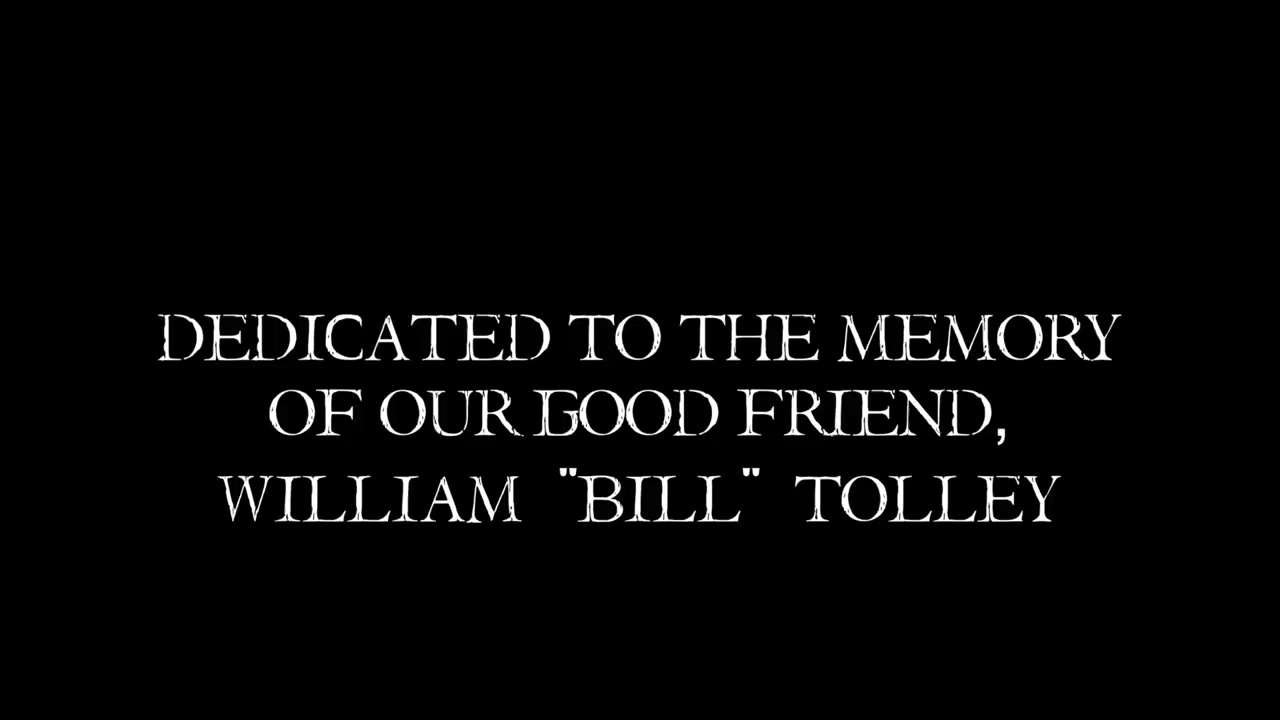 DEDICATED TO THE MEMORY
OF OUR GOOD FRIEND,
WILLIAM "BILL" TOLLEY